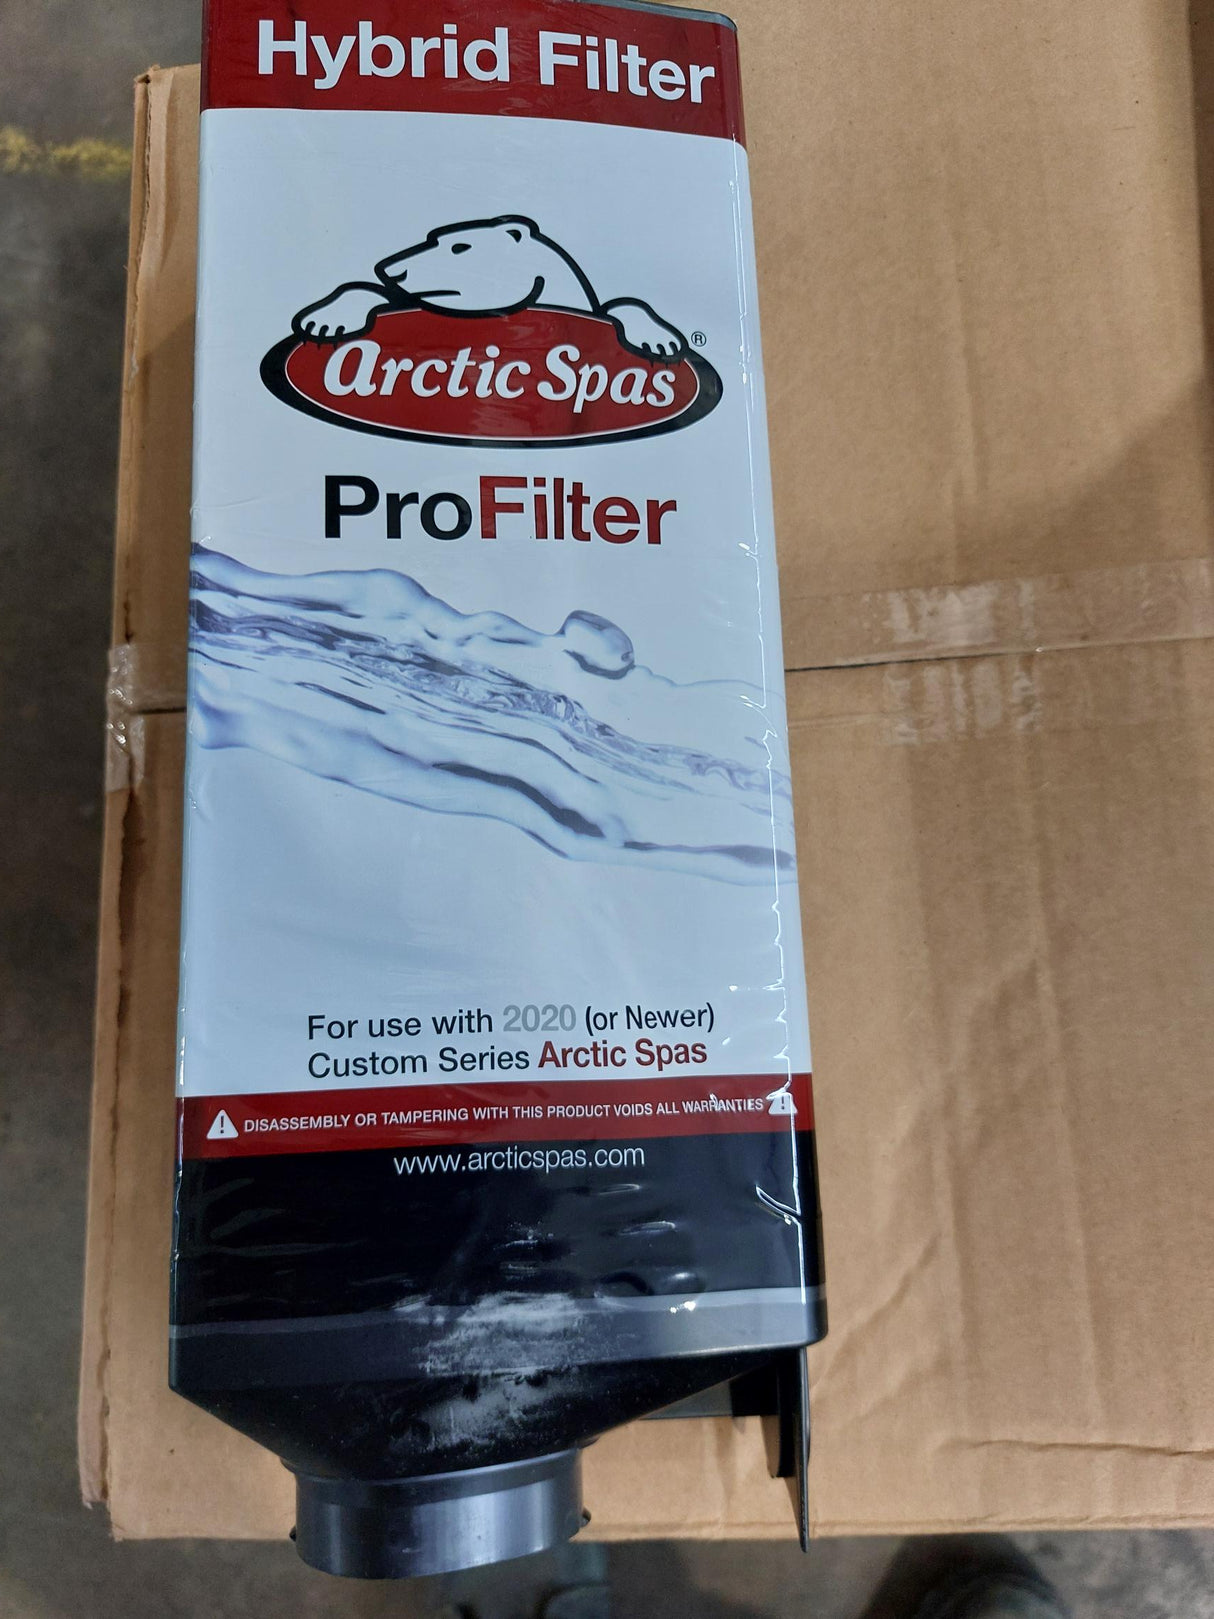 Hybrid Filter
Arctic Spas ®
ProFilter
For use with 2020 (or Newer)
Custom Series Arctic Spas
DISASSEMBLY OR TAMPERING WITH THIS PRODUCT VOIDS ALL WARRANTIES
www.arcticspas.com